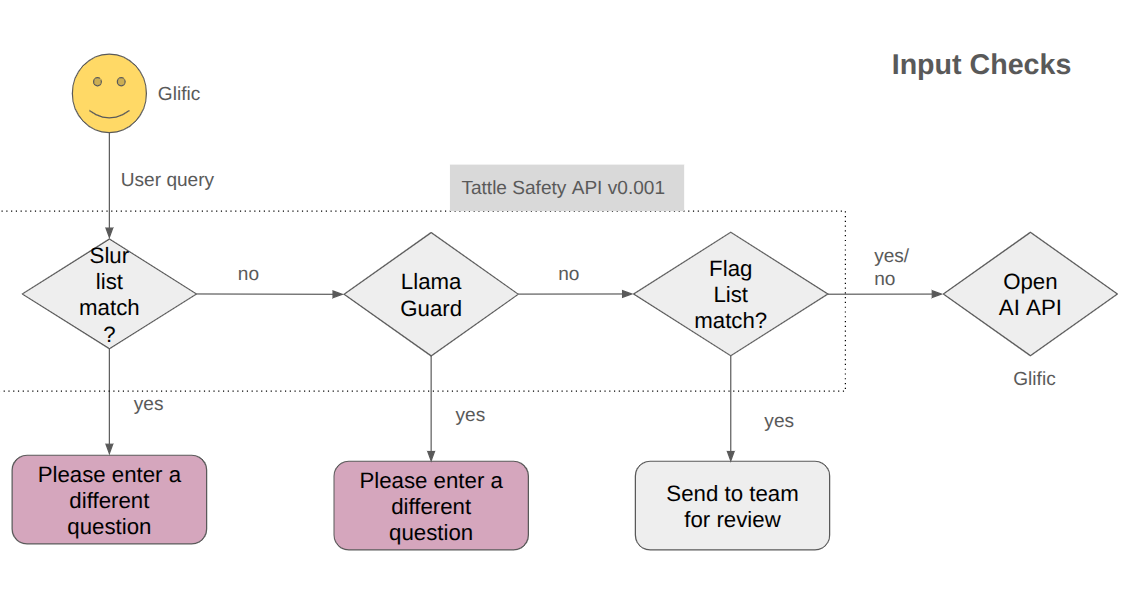 Input Checks
Glific
User query
Tattle Safety API v0.001
Slur
list
match
?
no
Llama
Guard
no
Flag
List
match?
yes/
no
Open
AI API
Glific
yes
yes
yes
Please enter a
different
question
Please enter a
different
question
Send to team
for review